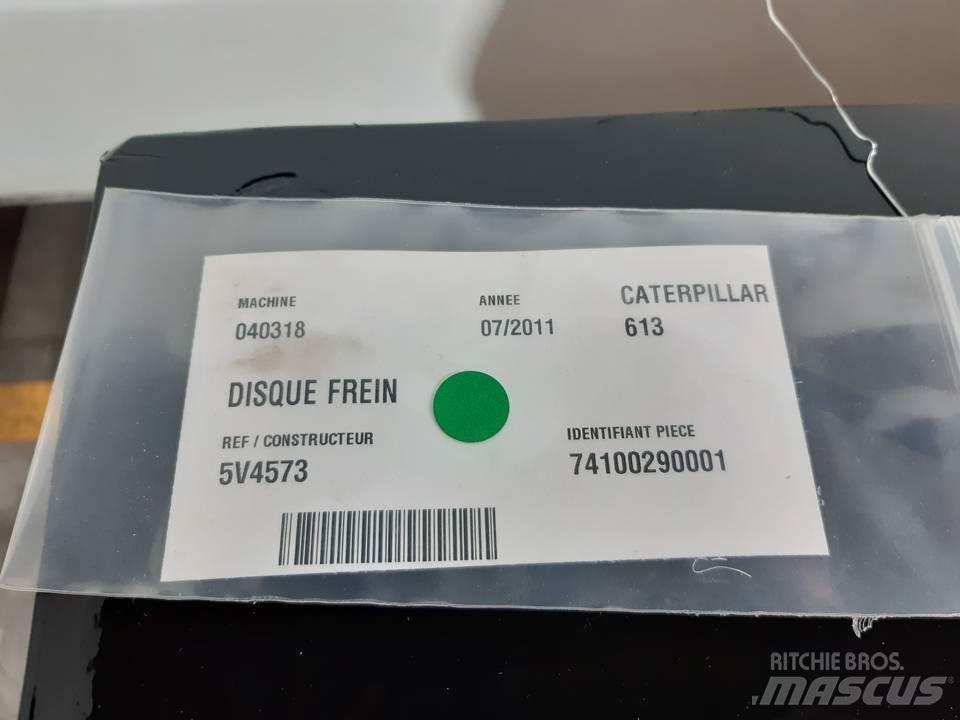 MACHINE ANNEE CATERPILLAR
040318 07/2011 613
DISQUE FREIN
REF / CONSTRUCTEUR IDENTIFIANT PIECE
5V4573 74100290001
RITCHIE BROS.
MASCUS